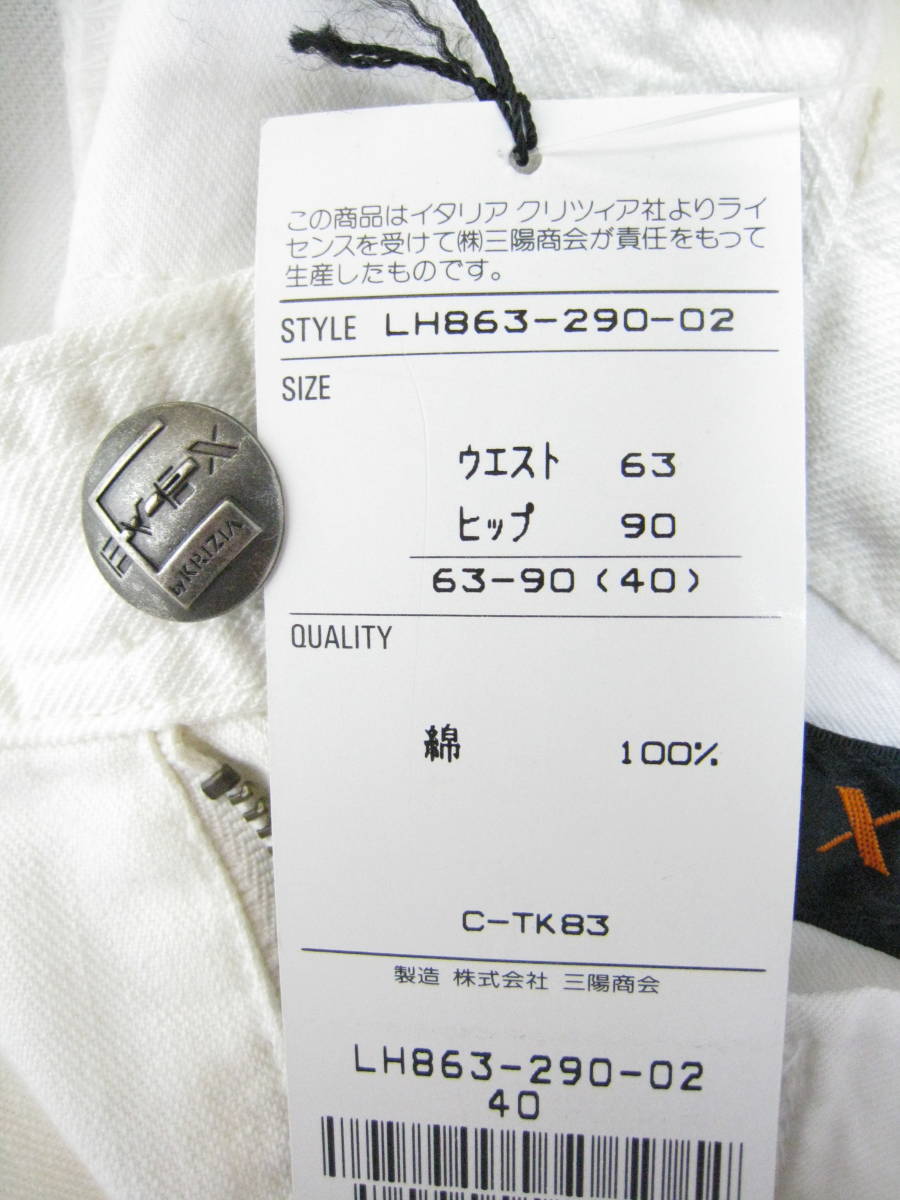 この商品はイタリア クリツィア社よりライ
センスを受けて㈱三陽商会が責任をもって
生産したものです。
STYLE LH863-290-02
SIZE
ウエスト 63
ヒップ 90
63-90 (40)
QUALITY
綿 100%
C-TK83
製造 株式会社 三陽商会
LH863-290-02
40
by KRIZIA
X